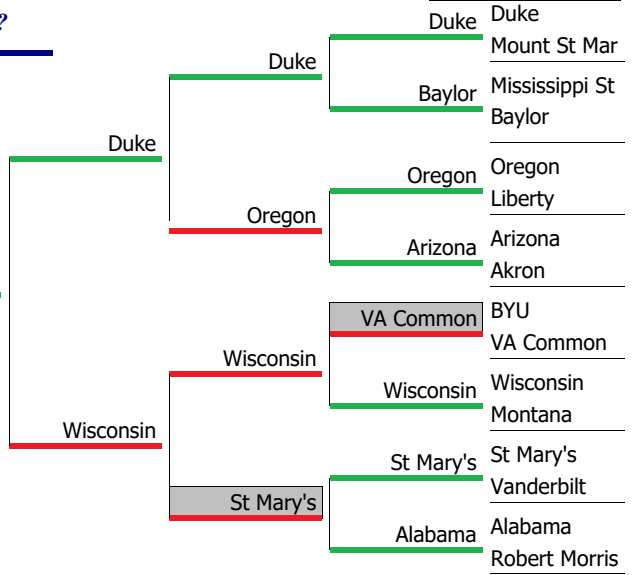 ?
Duke
Duke
Mount St Mar
Duke
Baylor
Mississippi St
Baylor
Duke
Oregon
Oregon
Liberty
Oregon
Arizona
Arizona
Akron
VA Common
BYU
VA Common
Wisconsin
Wisconsin
Wisconsin
Montana
Wisconsin
St Mary's
St Mary's
Vanderbilt
St Mary's
Alabama
Alabama
Robert Morris